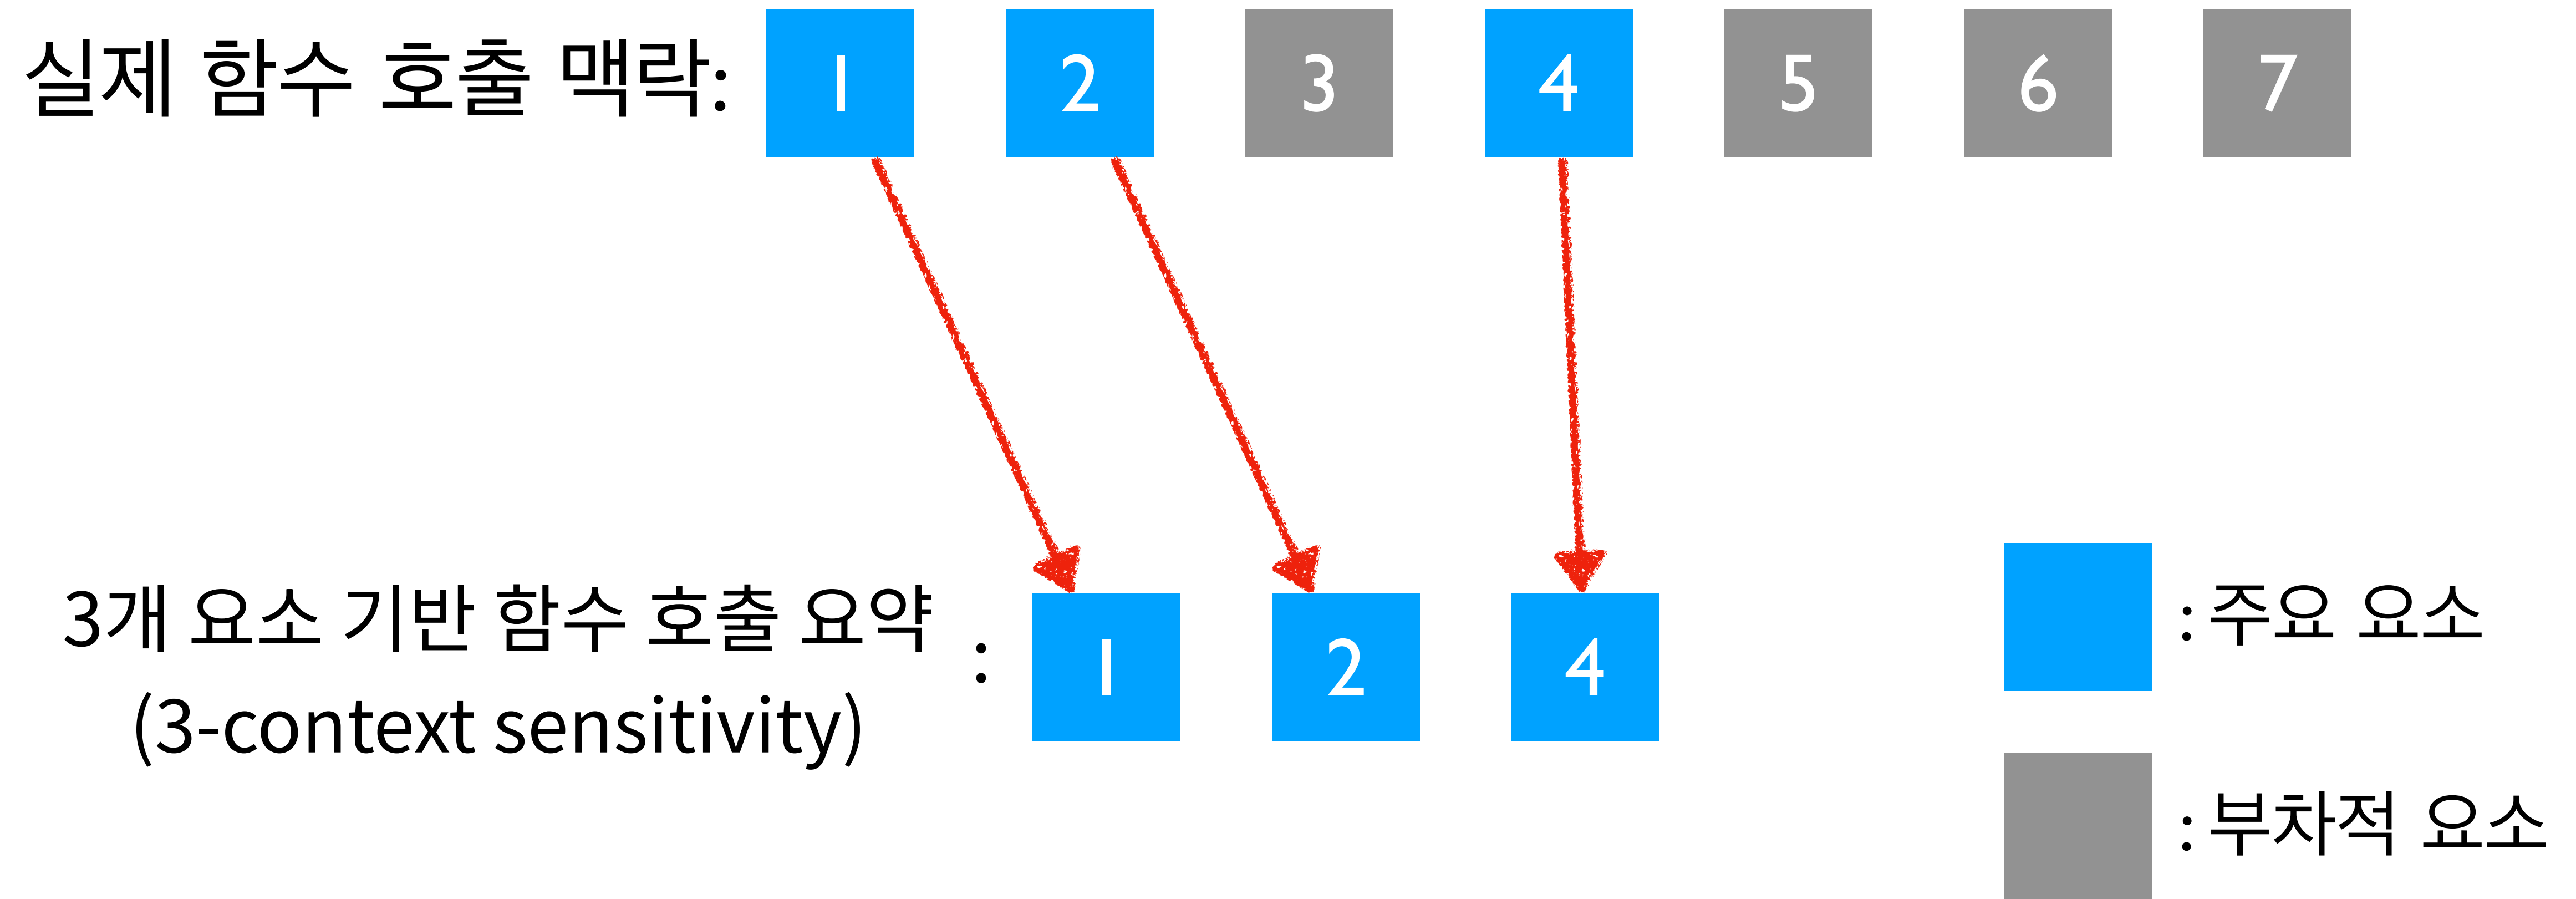 실제 함수 호출 맥락: 1 2 3 4 5 6 7
3개 요소 기반 함수 호출 요약
(3-context sensitivity)
: 1 2 4
: 주요 요소
: 부차적 요소